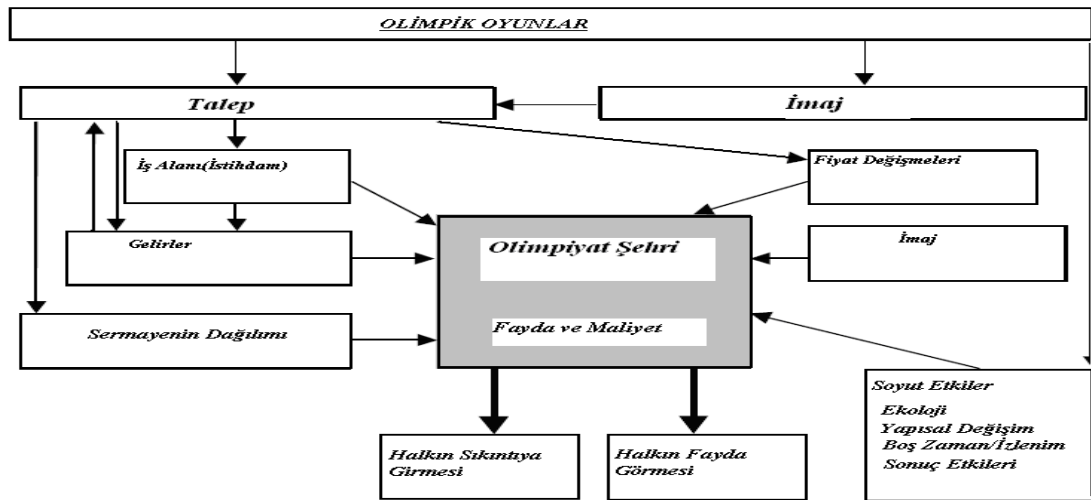 OLİMPİK OYUNLAR
Talep
İmaj
İş Alanı(İstihdam)
Fiyat Değişmeleri
Gelirler
Olimpiyat Şehri
İmaj
Sermayenin Dağılımı
Fayda ve Maliyet
Soyut Etkiler
Ekoloji
Yapısal Değişim
Boş Zaman/İzlenim
Sonuç Etkileri
Halkın Sıkıntıya
Girmesi
Halkın Fayda
Görmesi